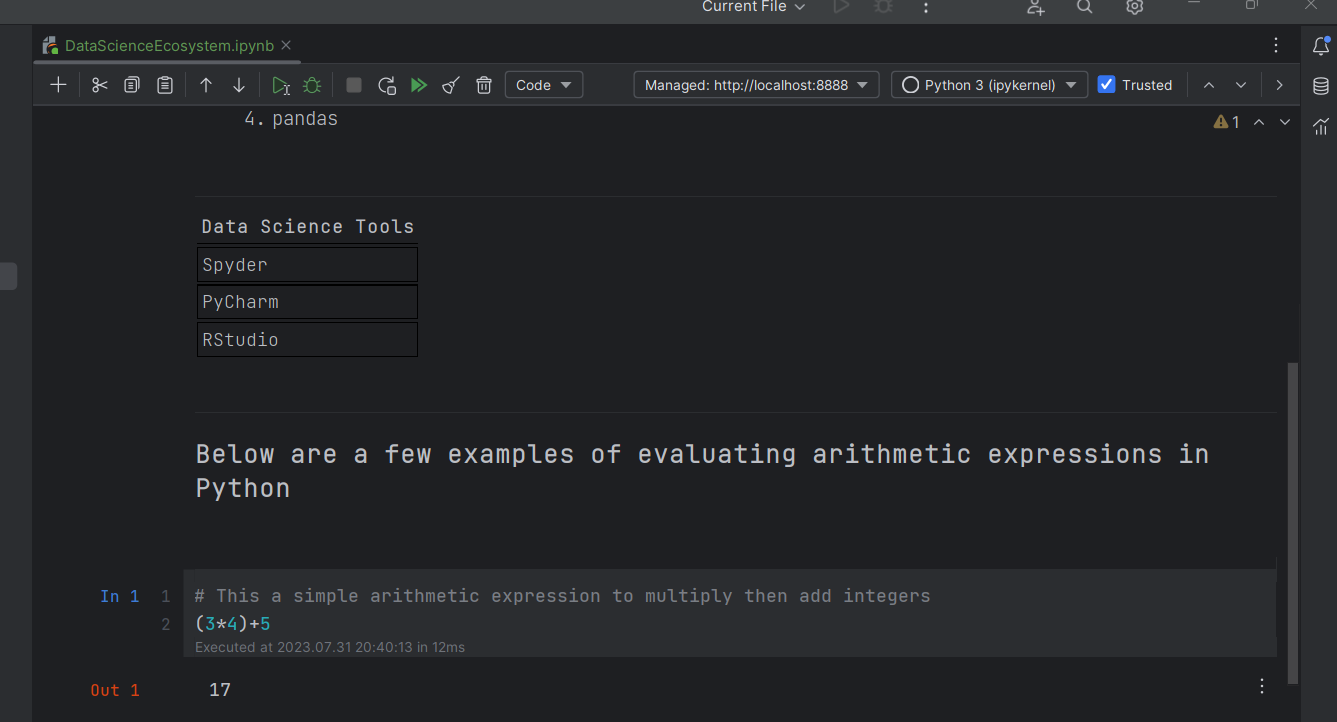 Current File
DataScienceEcosystem.ipynb
Code
Managed: http://localhost:8888
Python 3 (ipykernel)
Trusted
4. pandas
1
Data Science Tools
Spyder
PyCharm
RStudio
Below are a few examples of evaluating arithmetic expressions in
Python
In 1 1 # This a simple arithmetic expression to multiply then add integers
2 (3*4)+5
Executed at 2023.07.31 20:40:13 in 12ms
Out 1 17